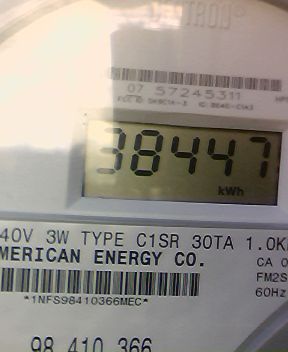 07 57245311
38447
kWh
40V 3W TYPE C1SR 30TA 1.0K
MERICAN ENERGY CO.
CA 0
FM2S
*1NFS98410366MEC*
60Hz
98 410 366